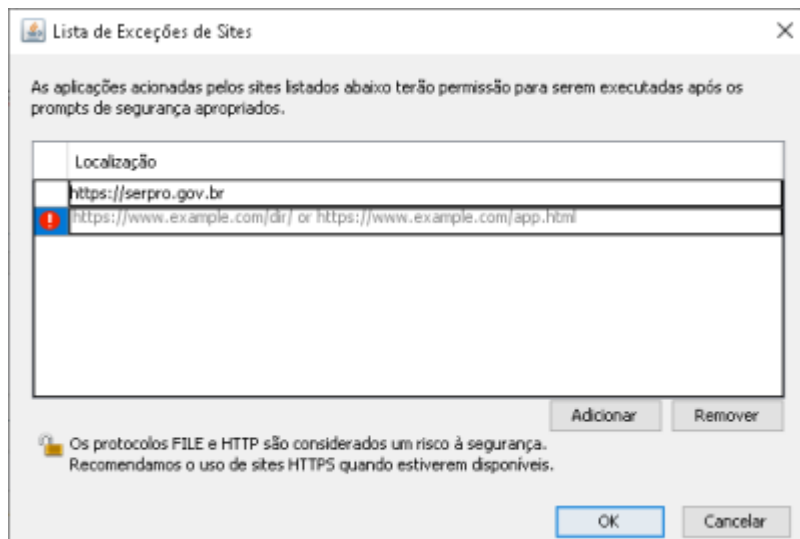 Lista de Exceções de Sites
As aplicações acionadas pelos sites listados abaixo terão permissão para serem executadas após os
prompts de segurança apropriados.
Localização
https://serpro.gov.br
https://www.example.com/dir/ or https://www.example.com/app.html
Adicionar Remover
Os protocolos FILE e HTTP são considerados um risco à segurança.
Recomendamos o uso de sites HTTPS quando estiverem disponíveis.
OK Cancelar